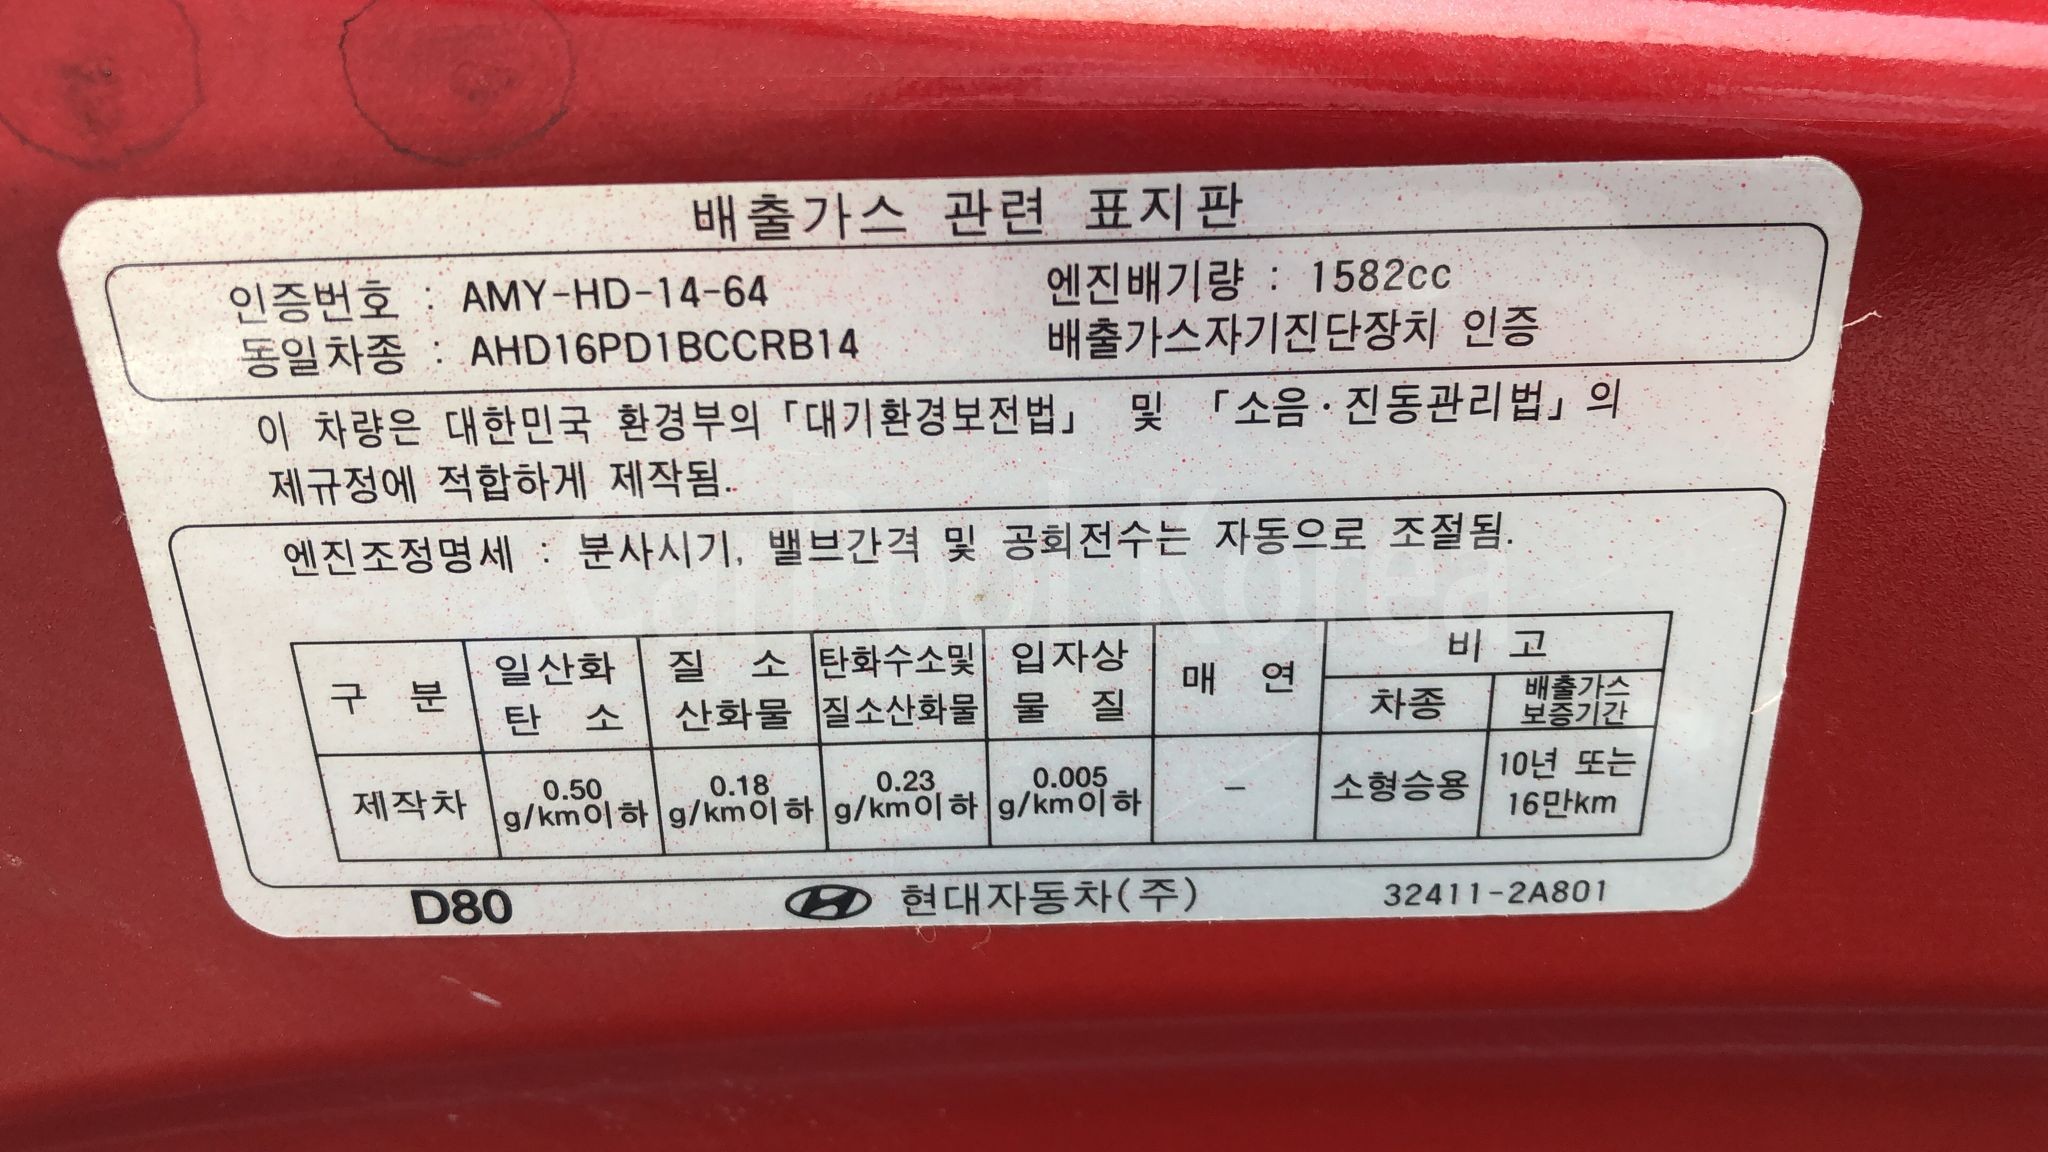 배출가스 관련 표지판
인증번호 : AMY-HD-14-64 엔진배기량 : 1582cc
동일차종 : AHD16PD1BCCRB14 배출가스자기진단장치 인증
이 차량은 대한민국 환경부의 「대기환경보전법」 및 「소음·진동관리법」의
제규정에 적합하게 제작됨.
엔진조정명세 : 분사시기, 밸브간격 및 공회전수는 자동으로 조절됨.
CarPool Korea
구 분 일산화 탄 소 질 소 산화물 탄화수소및 질소산화물 입자상 물 질 매 연 비 고
차종 배출가스 보증기간
제작차 0.50 g/km이하 0.18 g/km이하 0.23 g/km이하 0.005 g/km이하 - 소형승용 10년 또는 16만km
D80 현대자동차(주) 32411-2A801